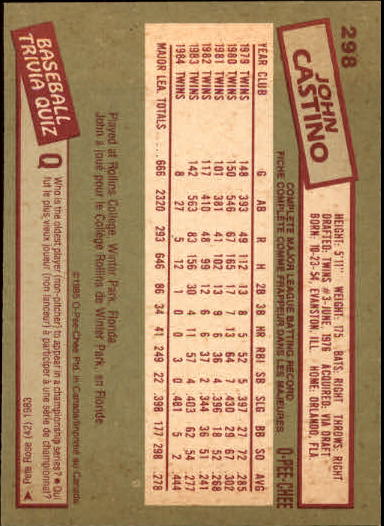 298
JOHN
CASTINO
HEIGHT: 5'11" WEIGHT: 175 BATS: RIGHT THROWS: RIGHT
DRAFTED: TWINS #3-JUNE, 1976 ACQUIRED: VIA DRAFT
BORN: 10-23-54, EVANSTON, ILL. HOME: ORLANDO, FLA.
COMPLETE MAJOR LEAGUE BATTING RECORD
FICHE COMPLETE COMME FRAPPEUR DANS LES MAJEURES
O-PEE-CHEE
YEAR CLUB G AB R H 2B 3B HR RBI SB SLG BB SO AVG
1979 TWINS 148 393 49 112 13 8 5 52 5 .397 27 72 .285
1980 TWINS 150 546 67 165 17 7 13 64 7 .430 29 67 .302
1981 TWINS 101 381 41 102 13 9 6 36 4 .396 18 52 .268
1982 TWINS 117 410 48 99 12 6 6 37 2 .344 36 51 .241
1983 TWINS 142 563 83 156 30 4 11 57 4 .403 62 54 .277
1984 TWINS 8 27 5 12 1 0 0 3 0 .481 5 2 .444
MAJOR LEA. TOTALS 666 2320 293 646 86 34 41 249 22 .398 177 298 .278
Played at Rollins College, Winter Park, Florida
John a joué pour le Collège Rollins de Winter Park, en Floride
©1985 O-Pee-Chee Ptd. in Canada/Imprimé au Canada
BASEBALL
TRIVIA QUIZ
Q Who is the oldest player (non-pitcher) to appear in a championship series? • Qui
fut le plus vieux joueur (non lanceur) à participer à une série de championnat?
Pete Rose (42) 1983